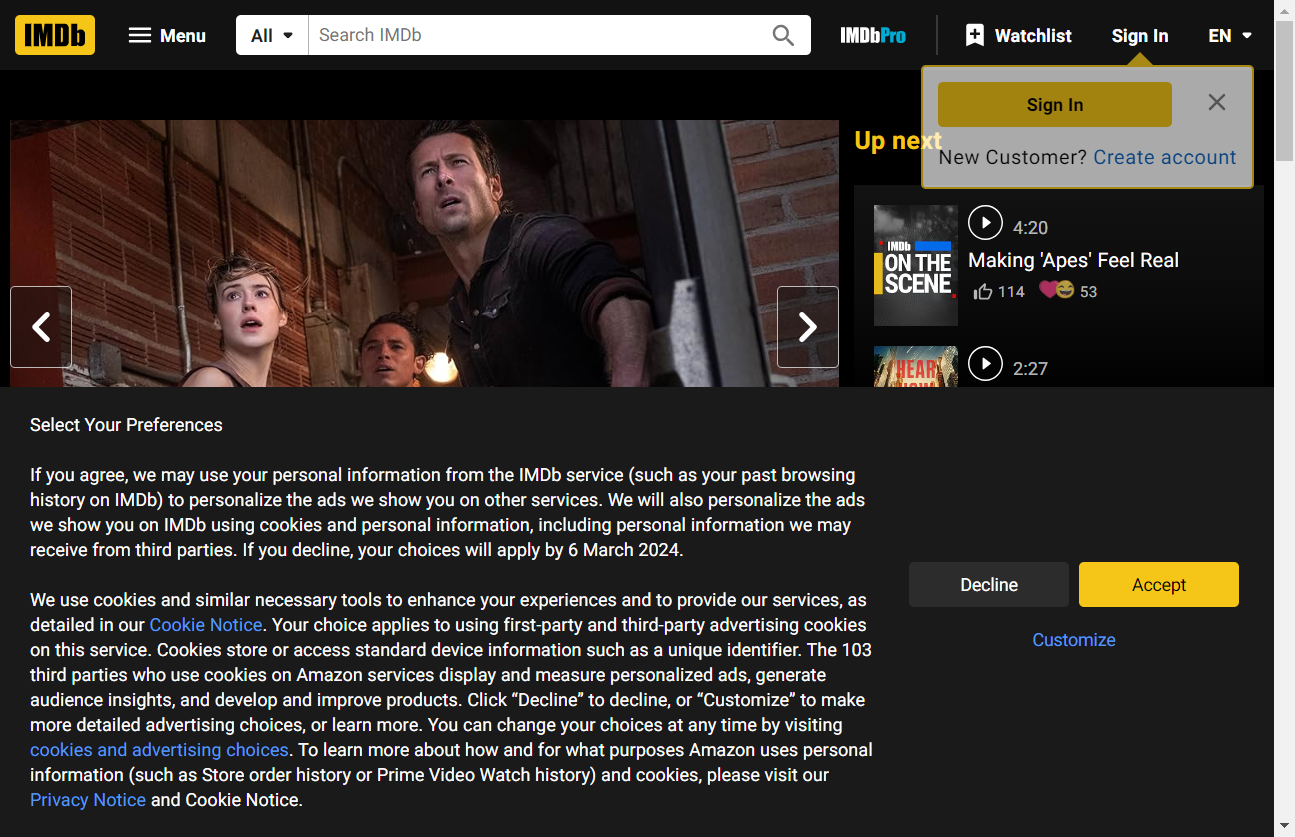 IMDb
Menu
All
Search IMDb
IMDbPro
Watchlist
Sign In
EN
Sign In
New Customer? Create account
Up next
IMDb
ON THE
SCENE
4:20
Making 'Apes' Feel Real
114
53
HEAR
2:27
Select Your Preferences
If you agree, we may use your personal information from the IMDb service (such as your past browsing
history on IMDb) to personalize the ads we show you on other services. We will also personalize the ads
we show you on IMDb using cookies and personal information, including personal information we may
receive from third parties. If you decline, your choices will apply by 6 March 2024.
We use cookies and similar necessary tools to enhance your experiences and to provide our services, as
detailed in our Cookie Notice. Your choice applies to using first-party and third-party advertising cookies
on this service. Cookies store or access standard device information such as a unique identifier. The 103
third parties who use cookies on Amazon services display and measure personalized ads, generate
audience insights, and develop and improve products. Click “Decline” to decline, or “Customize” to make
more detailed advertising choices, or learn more. You can change your choices at any time by visiting
cookies and advertising choices. To learn more about how and for what purposes Amazon uses personal
information (such as Store order history or Prime Video Watch history) and cookies, please visit our
Privacy Notice and Cookie Notice.
Decline
Accept
Customize